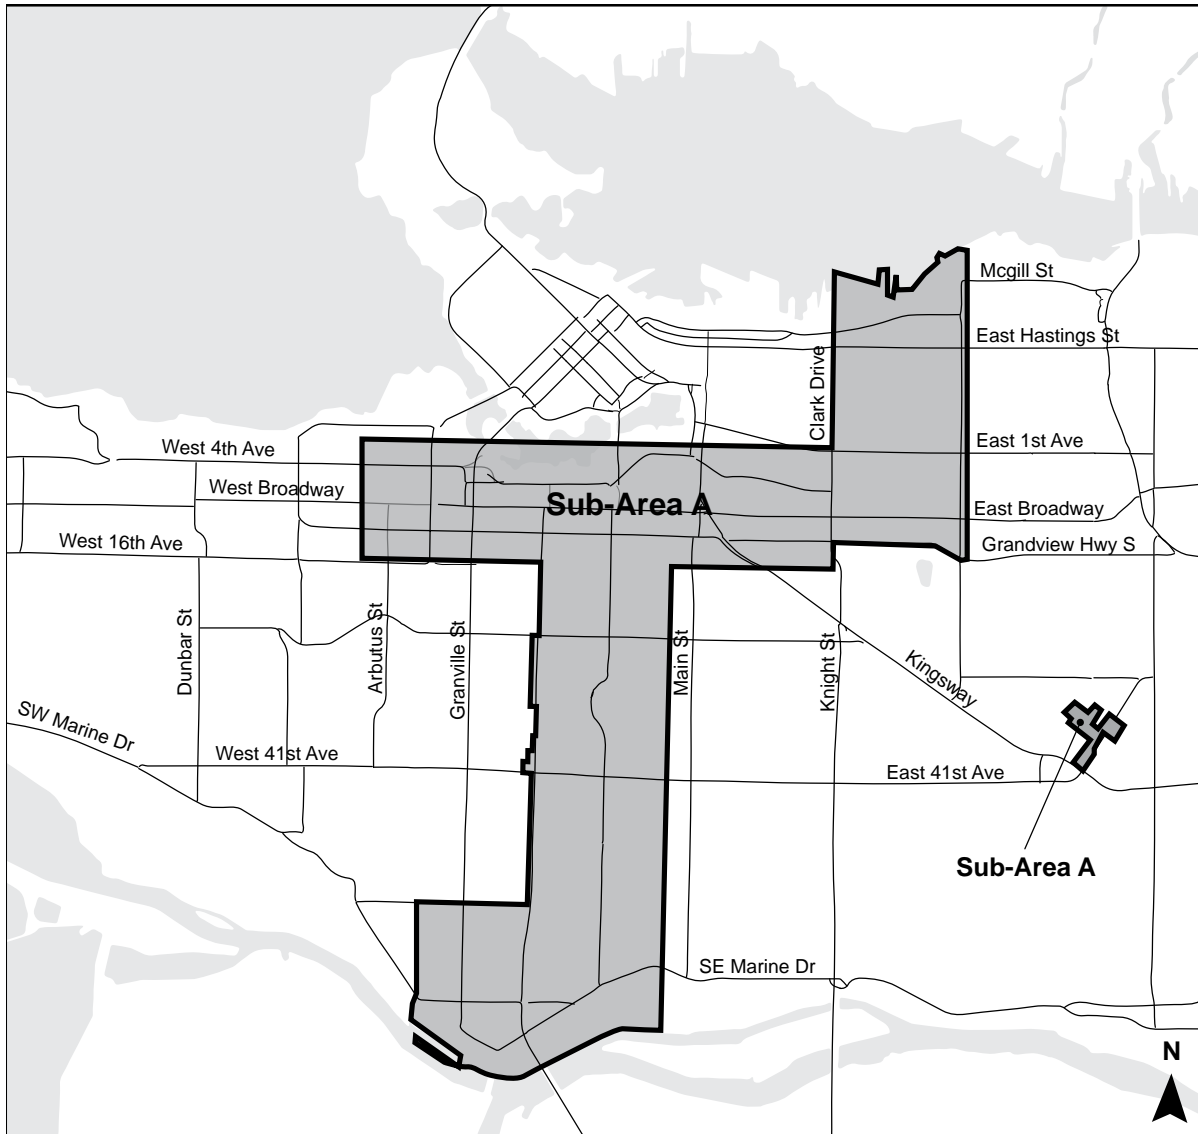 Mcgill St
East Hastings St
Clark Drive
East 1st Ave
West 4th Ave
West Broadway
Sub-Area A
East Broadway
West 16th Ave
Grandview Hwy S
Dunbar St
Arbutus St
Granville St
Main St
Knight St
Kingsway
SW Marine Dr
West 41st Ave
East 41st Ave
Sub-Area A
SE Marine Dr
N